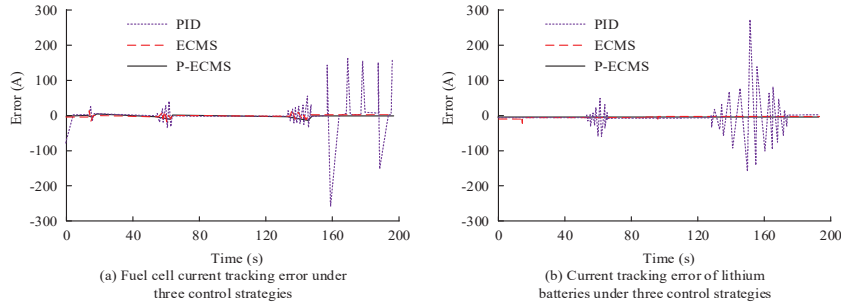 300
200
100
0
-100
-200
-300
Error (A)
PID
ECMS
P-ECMS
0 40 80 120 160 200
Time (s)
(a) Fuel cell current tracking error under
three control strategies
300
200
100
0
-100
-200
-300
Error (A)
PID
ECMS
P-ECMS
0 40 80 120 160 200
Time (s)
(b) Current tracking error of lithium
batteries under three control strategies